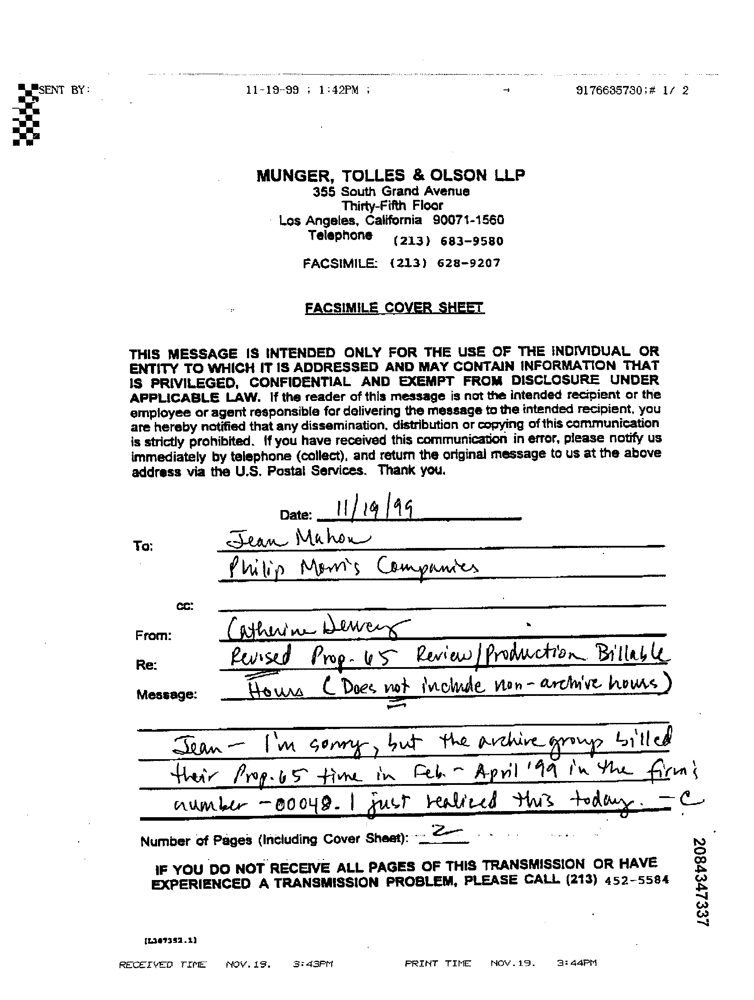 SENT BY: 11-19-99 ; 1:42PM ; → 9176635730;# 1/ 2
MUNGER, TOLLES & OLSON LLP
355 South Grand Avenue
Thirty-Fifth Floor
Los Angeles, California 90071-1560
Telephone (213) 683-9580
FACSIMILE: (213) 628-9207
FACSIMILE COVER SHEET
THIS MESSAGE IS INTENDED ONLY FOR THE USE OF THE INDIVIDUAL OR
ENTITY TO WHICH IT IS ADDRESSED AND MAY CONTAIN INFORMATION THAT
IS PRIVILEGED, CONFIDENTIAL AND EXEMPT FROM DISCLOSURE UNDER
APPLICABLE LAW. If the reader of this message is not the intended recipient or the
employee or agent responsible for delivering the message to the intended recipient, you
are hereby notified that any dissemination, distribution or copying of this communication
is strictly prohibited. If you have received this communication in error, please notify us
immediately by telephone (collect), and return the original message to us at the above
address via the U.S. Postal Services. Thank you.
Date: 11/19/99
To: Jean Mahon
Philip Morris Companies
cc:
From: Catherine
Re: Revised Prop. 65 Review/Production Billable
Message: Hours (Does not include non-archive hours)
Jean - I'm sorry, but the archive group billed
their Prop. 65 time in Feb. - April '99 in the firm's
number -00048. I just realized this today. - C
Number of Pages (Including Cover Sheet): 2
IF YOU DO NOT RECEIVE ALL PAGES OF THIS TRANSMISSION OR HAVE
EXPERIENCED A TRANSMISSION PROBLEM, PLEASE CALL (213) 452-5584
2084347337
[L387352.1]
RECEIVED TIME NOV.19. 3:43PM PRINT TIME NOV.19. 3:44PM